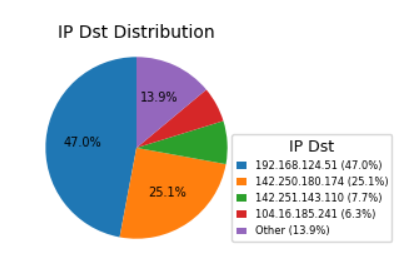 IP Dst Distribution
13.9%
47.0%
25.1%
IP Dst
192.168.124.51 (47.0%)
142.250.180.174 (25.1%)
142.251.143.110 (7.7%)
104.16.185.241 (6.3%)
Other (13.9%)